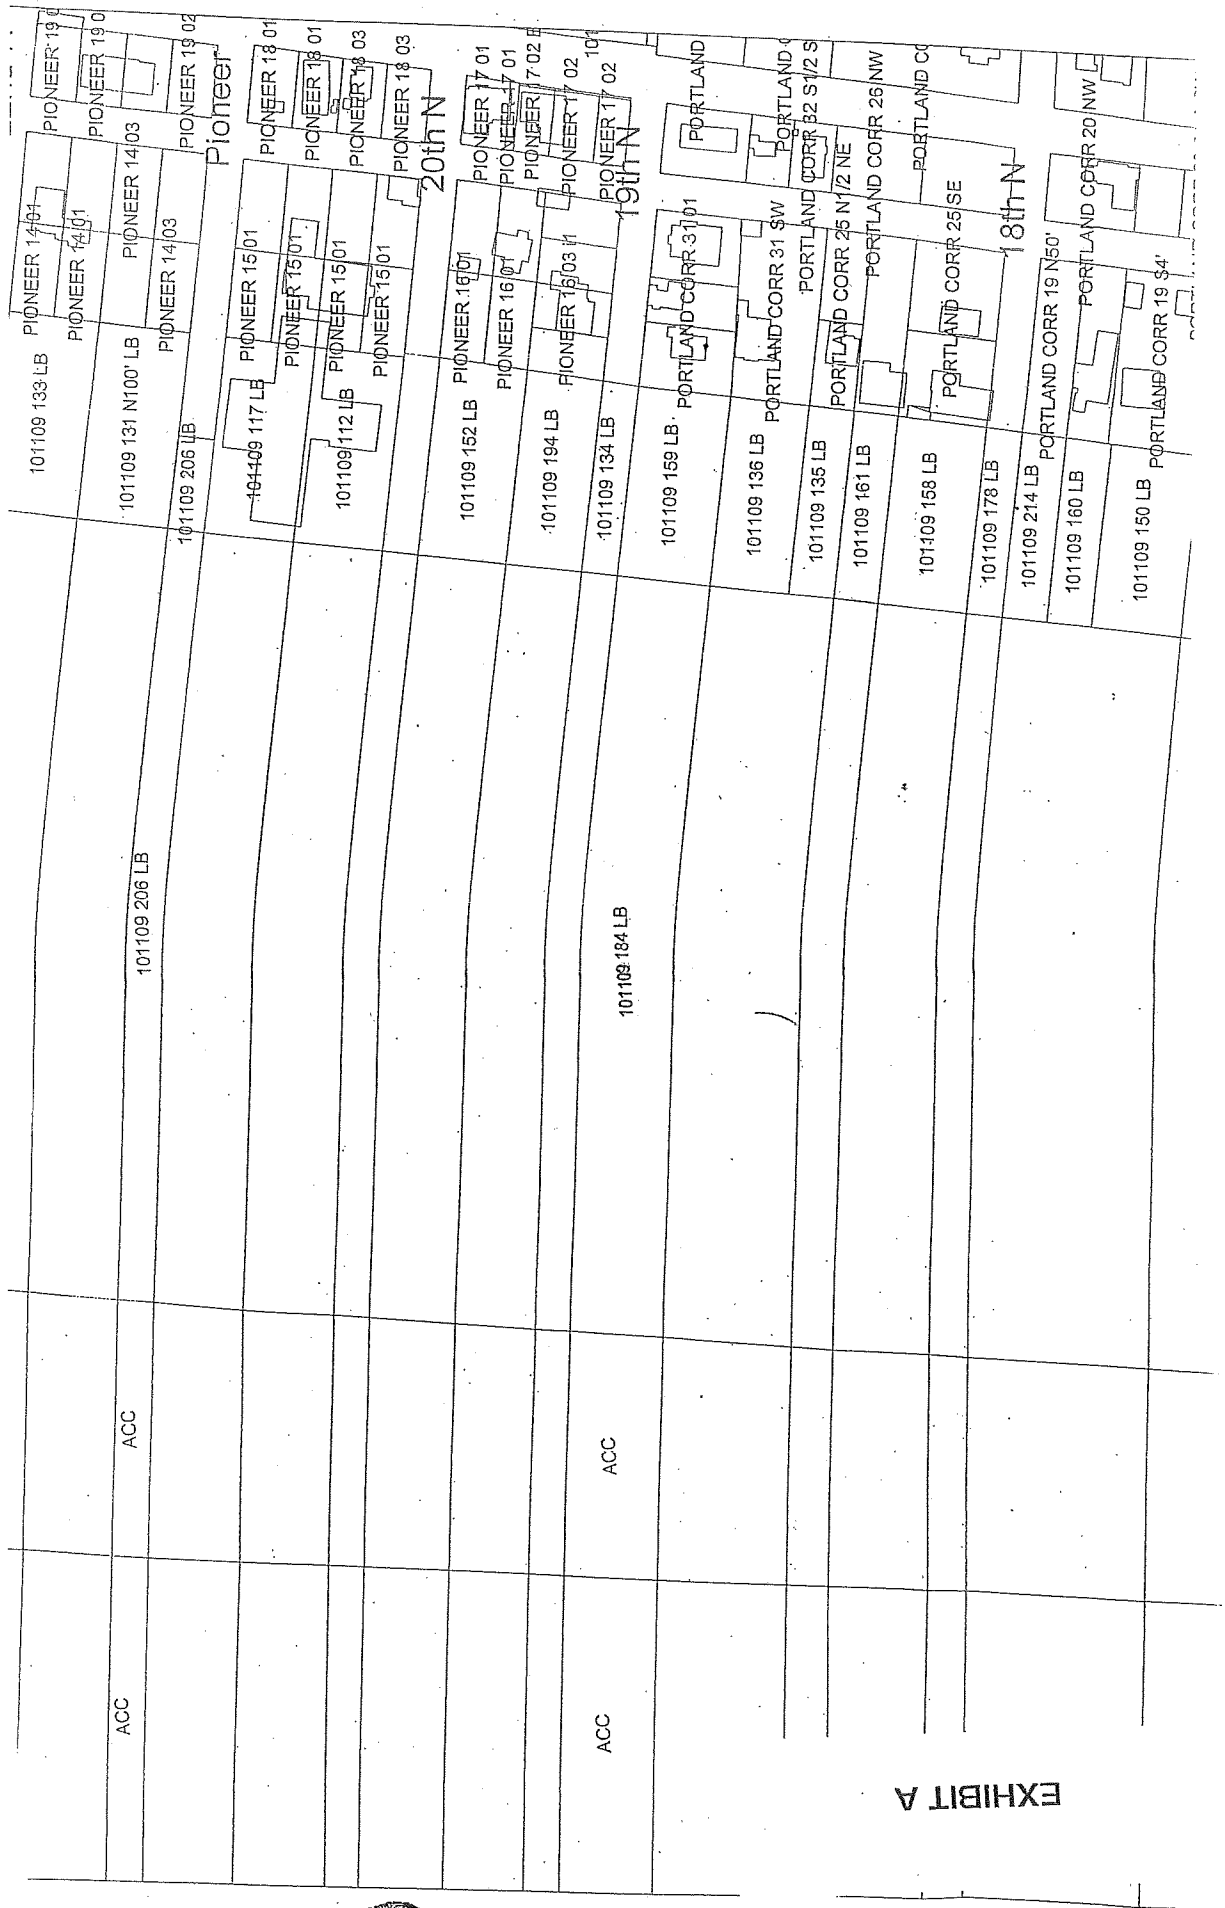 PIONEER 19 0
PIONEER 19 0
PIONEER 19 02
Pioneer
PIONEER 18 01
PIONEER 18 01
PIONEER 18 03
PIONEER 18 03
20th N
PIONEER 17 01
PIONEER 17 01
PIONEER 17 02 E
PIONEER 17 02
101
PIONEER 17 02
19th N
PORTLAND
PORTLAND C
PORTLAND CORR 32 S1/2 S
PORTLAND CORR 26 NW
PORTLAND CO
18th N
PORTLAND CORR 20 NW
PIONEER 14 01
PIONEER 14 01
PIONEER 14 03
PIONEER 14 03
PIONEER 15 01
PIONEER 15 01
PIONEER 15 01
PIONEER 15 01
PIONEER 16 01
PIONEER 16 01
PIONEER 16 03 11
PORTLAND CORR 31 01
PORTLAND CORR 31 SW
PORTLAND CORR 25 N1/2 NE
PORTLAND CORR 25 SE
PORTLAND CORR 19 N50'
PORTLAND CORR 19 S4'
101109 133 LB
101109 131 N100' LB
101109 206 LB
101109 117 LB
101109 112 LB
101109 152 LB
101109 194 LB
101109 134 LB
101109 159 LB
101109 136 LB
101109 135 LB
101109 161 LB
101109 158 LB
101109 178 LB
101109 214 LB
101109 160 LB
101109 150 LB
101109 206 LB
101109 184 LB
ACC
ACC
ACC
ACC
EXHIBIT A